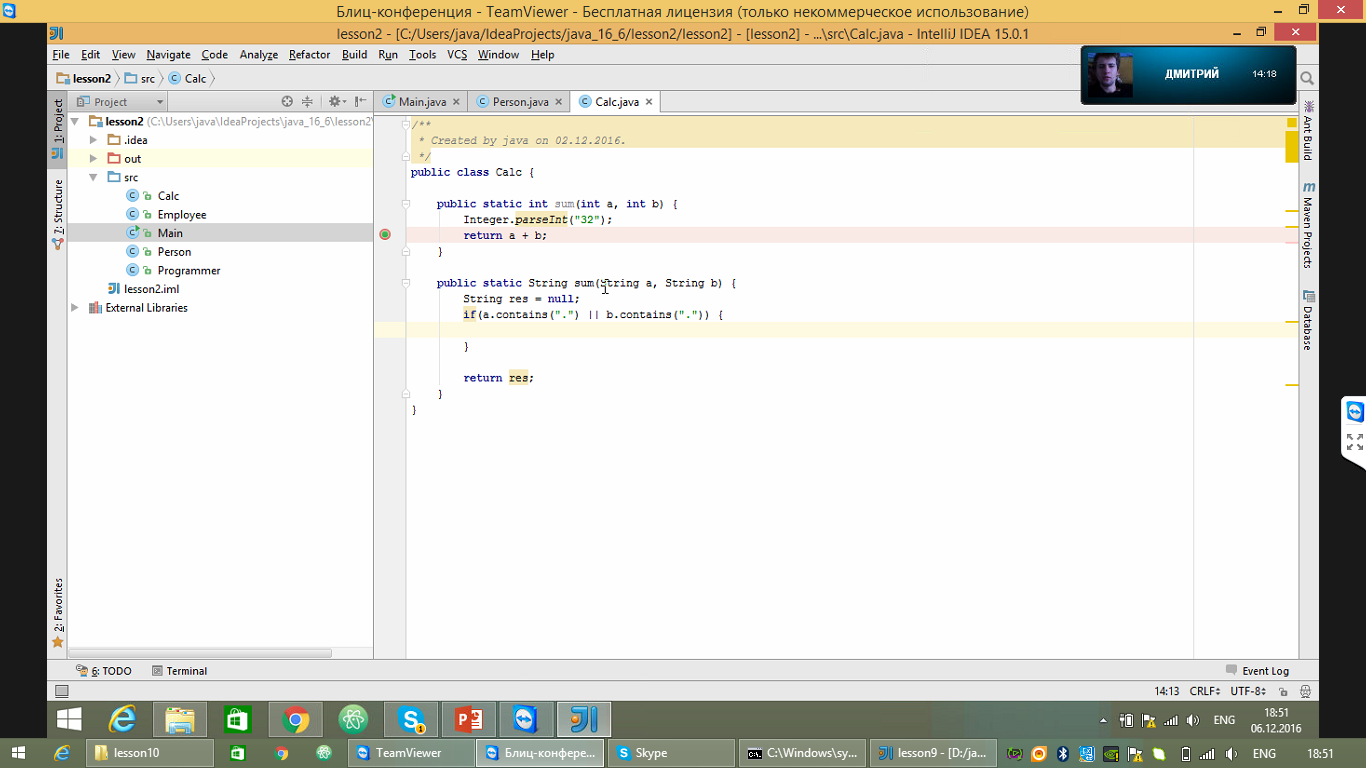 Блиц-конференция - TeamViewer - Бесплатная лицензия (только некоммерческое использование)
lesson2 - [C:/Users/java/IdeaProjects/java_16_6/lesson2/lesson2] - [lesson2] - ...\src\Calc.java - IntelliJ IDEA 15.0.1
File Edit View Navigate Code Analyze Refactor Build Run Tools VCS Window Help
ДМИТРИЙ 14:18
lesson2 src Calc
Project
Main.java Person.java Calc.java
1: Project
7: Structure
2: Favorites
lesson2 (C:\Users\java\IdeaProjects\java_16_6\lesson2\
.idea
out
src
Calc
Employee
Main
Person
Programmer
lesson2.iml
External Libraries
/**
* Created by java on 02.12.2016.
*/
public class Calc {
public static int sum(int a, int b) {
Integer.parseInt("32");
return a + b;
}
public static String sum(String a, String b) {
String res = null;
if(a.contains(".") || b.contains(".")) {
}
return res;
}
}
Ant Build
m
Maven Projects
Database
6: TODO Terminal Event Log
14:13 CRLF UTF-8
ENG 18:51
06.12.2016
lesson10 TeamViewer Блиц-конфере... Skype C:\Windows\sy... lesson9 - [D:/ja... ENG 18:51